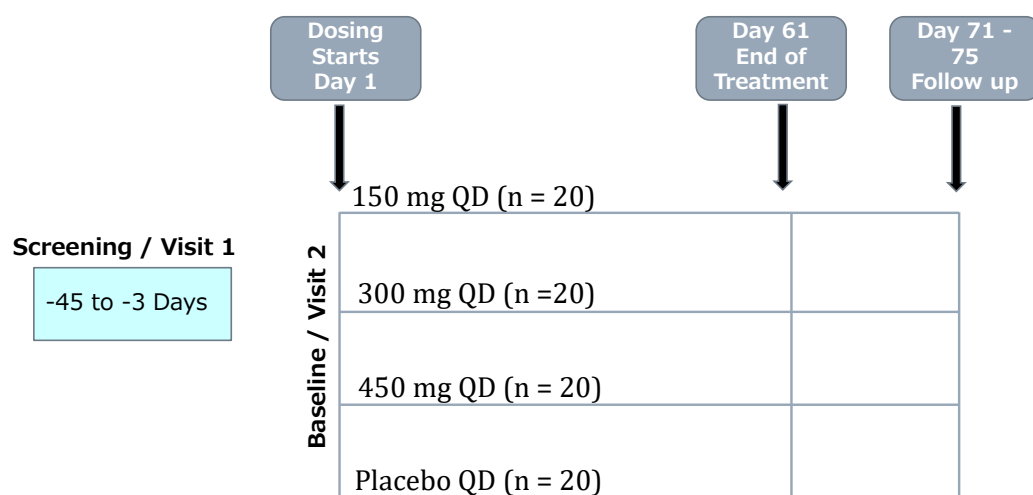 Dosing
Starts
Day 1
Day 61
End of
Treatment
Day 71 -
75
Follow up
Screening / Visit 1
-45 to -3 Days
Baseline / Visit 2
150 mg QD (n = 20)
300 mg QD (n =20)
450 mg QD (n = 20)
Placebo QD (n = 20)